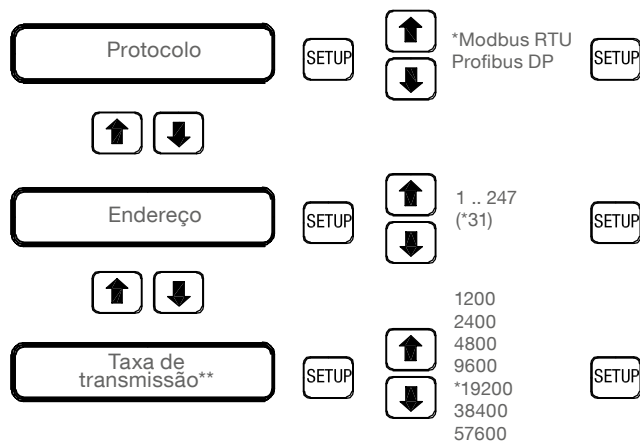 Protocolo
SETUP
*Modbus RTU
Profibus DP
SETUP
Endereço
SETUP
1 .. 247
(*31)
SETUP
Taxa de
transmissão**
SETUP
1200
2400
4800
9600
*19200
38400
57600
SETUP